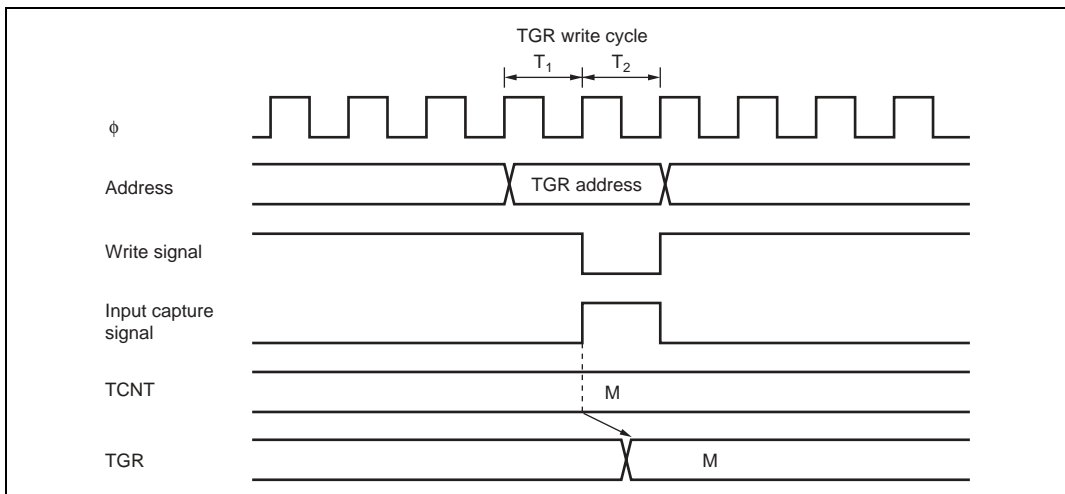 TGR write cycle
T1 T2
ϕ
Address
TGR address
Write signal
Input capture
signal
TCNT
M
TGR
M